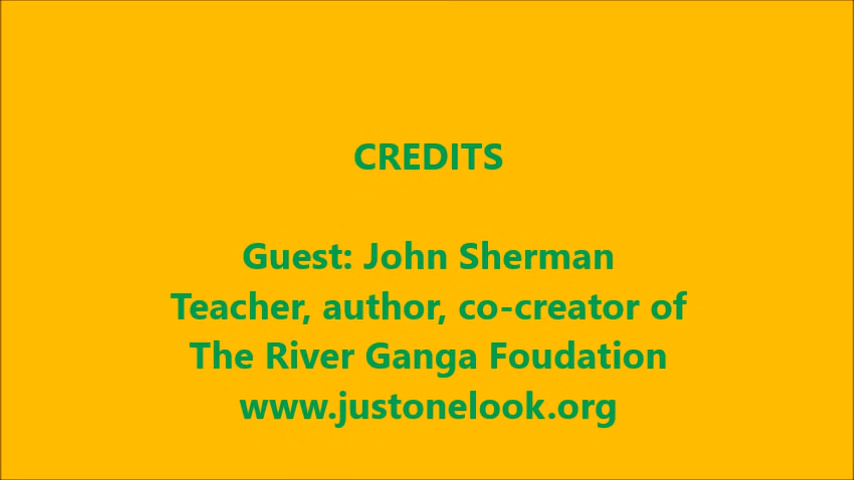 CREDITS
Guest: John Sherman
Teacher, author, co-creator of
The River Ganga Foudation
www.justonelook.org